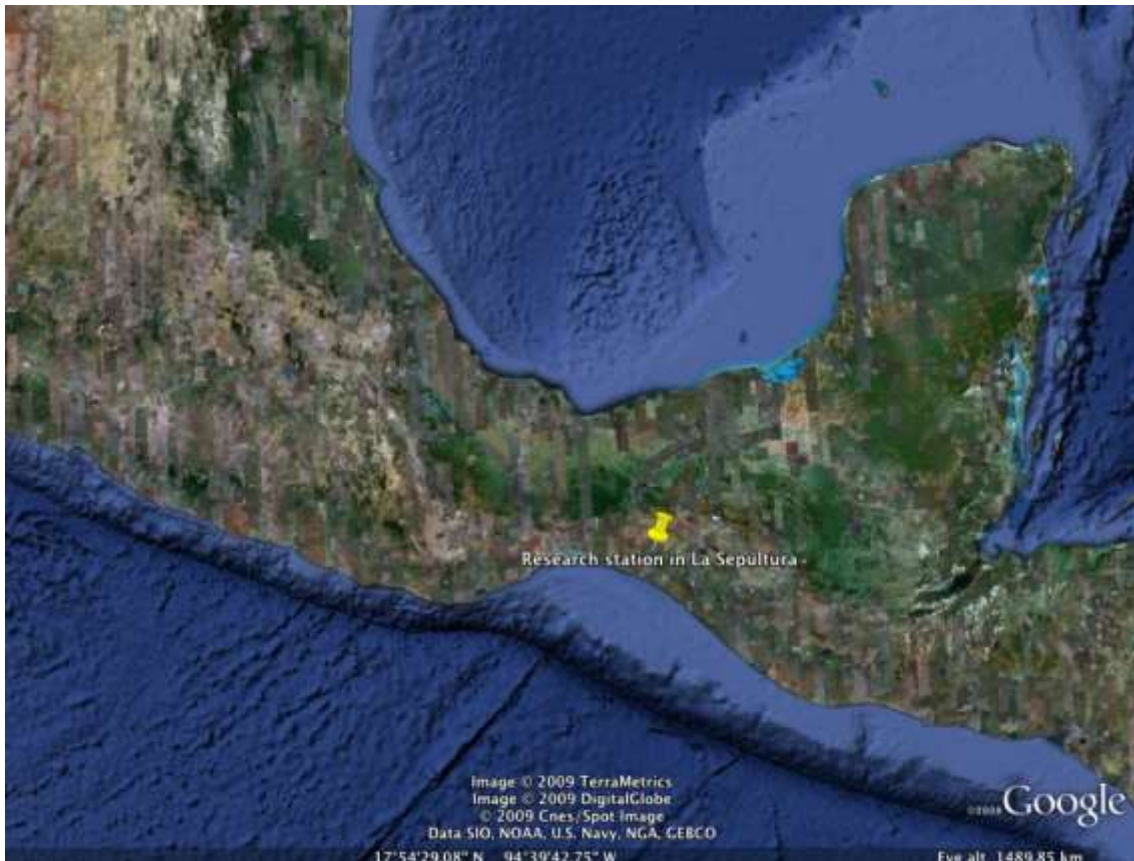 Research station in La Sepultura
Image © 2009 TerraMetrics
Image © 2009 DigitalGlobe
© 2009 Cnes/Spot Image
Data SIO, NOAA, U.S. Navy, NGA, GEBCO
©2009 Google
17°54'29.08" N 94°39'42.75" W
Eye alt 1489.85 km